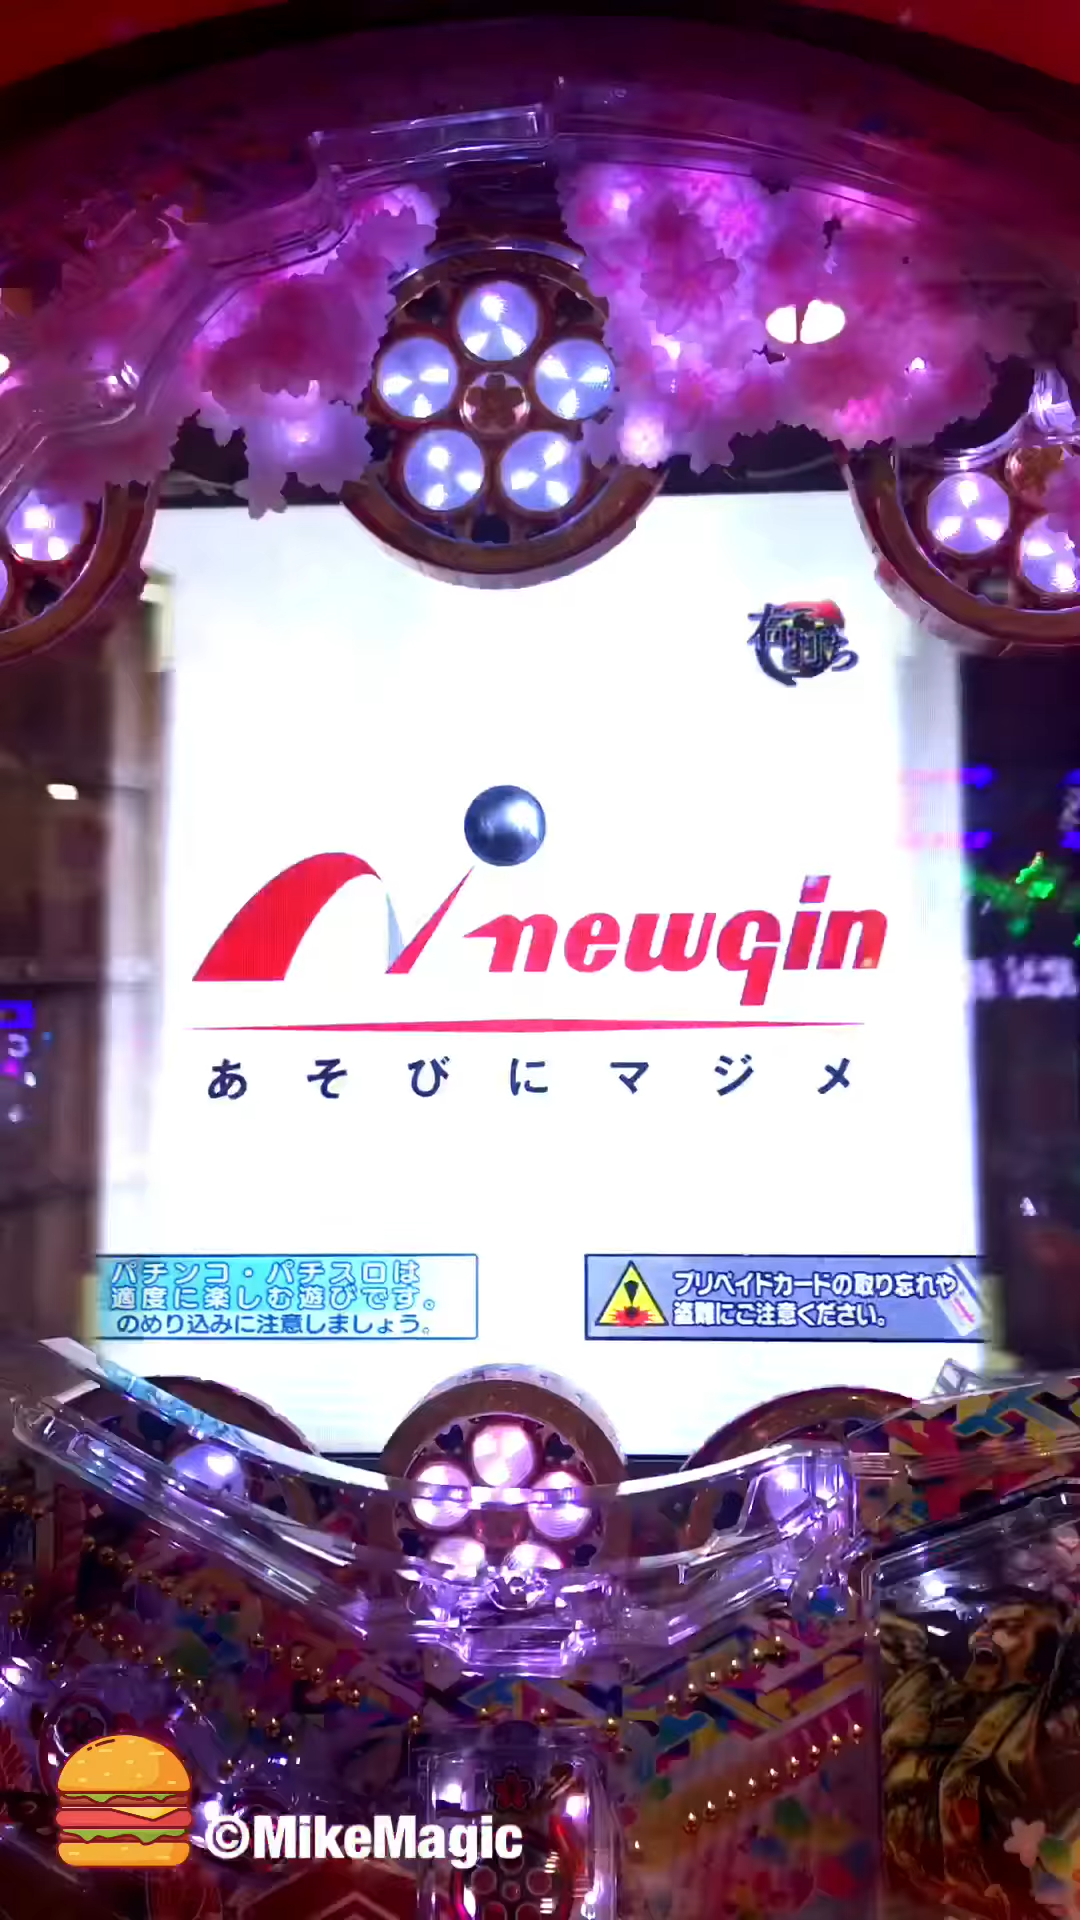 右打ち
newgin
あそびにマジメ
パチンコ・パチスロは
適度に楽しむ遊びです。
のめり込みに注意しましょう。
プリペイドカードの取り忘れや
盗難にご注意ください。
©MikeMagic